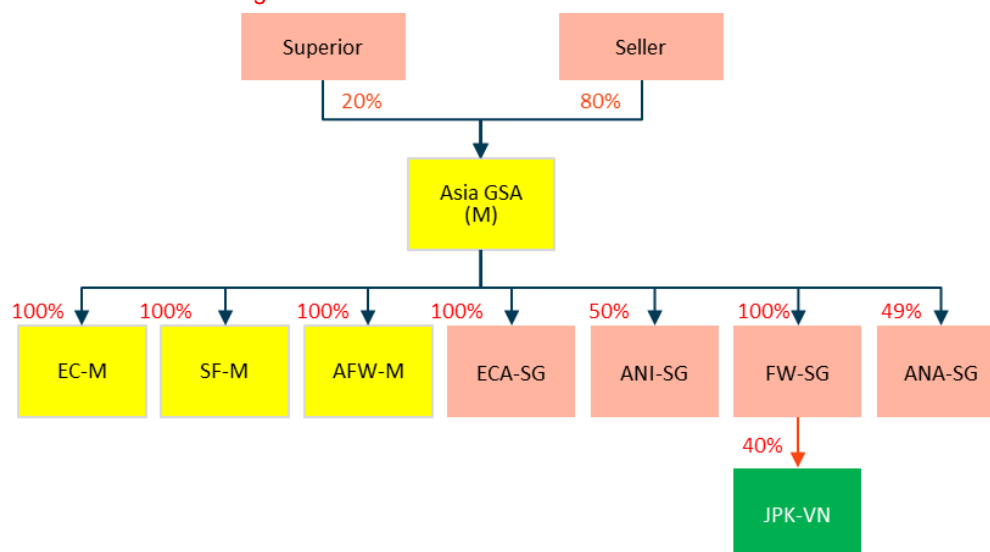 Superior
Seller
20%
80%
Asia GSA
(M)
100%
100%
100%
100%
50%
100%
49%
EC-M
SF-M
AFW-M
ECA-SG
ANI-SG
FW-SG
ANA-SG
40%
JPK-VN